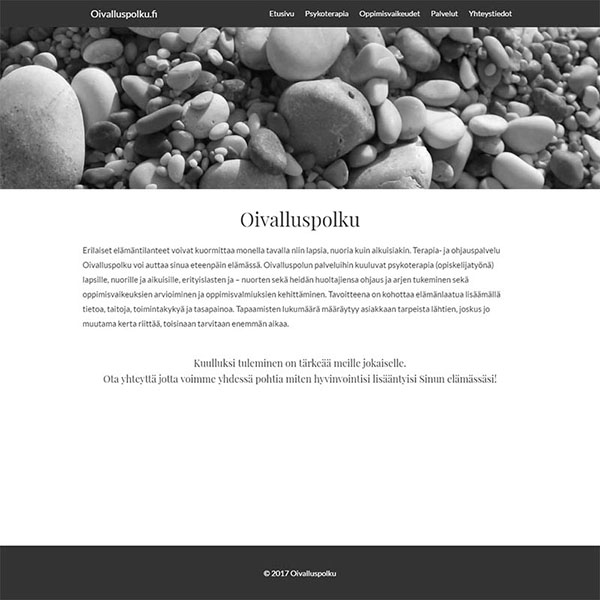 Oivalluspolku.fi Etusivu Psykoterapia Oppimisvaikeudet Palvelut Yhteystiedot
Oivalluspolku
Erilaiset elämäntilanteet voivat kuormittaa monella tavalla niin lapsia, nuoria kuin aikuisiakin. Terapia- ja ohjauspalvelu
Oivalluspolku voi auttaa sinua eteenpäin elämässä. Oivalluspolun palveluihin kuuluvat psykoterapia (opiskelijatyönä)
lapsille, nuorille ja aikuisille, erityislasten ja – nuorten sekä heidän huoltajiensa ohjaus ja arjen tukeminen sekä
oppimisvaikeuksien arvioiminen ja oppimisvalmiuksien kehittäminen. Tavoitteena on kohottaa elämänlaatua lisäämällä
tietoa, taitoja, toimintakykyä ja tasapainoa. Tapaamisten lukumäärä määräytyy asiakkaan tarpeista lähtien, joskus jo
muutama kerta riittää, toisinaan tarvitaan enemmän aikaa.
Kuulluksi tuleminen on tärkeää meille jokaiselle.
Ota yhteyttä jotta voimme yhdessä pohtia miten hyvinvointisi lisääntyisi Sinun elämässäsi!
© 2017 Oivalluspolku